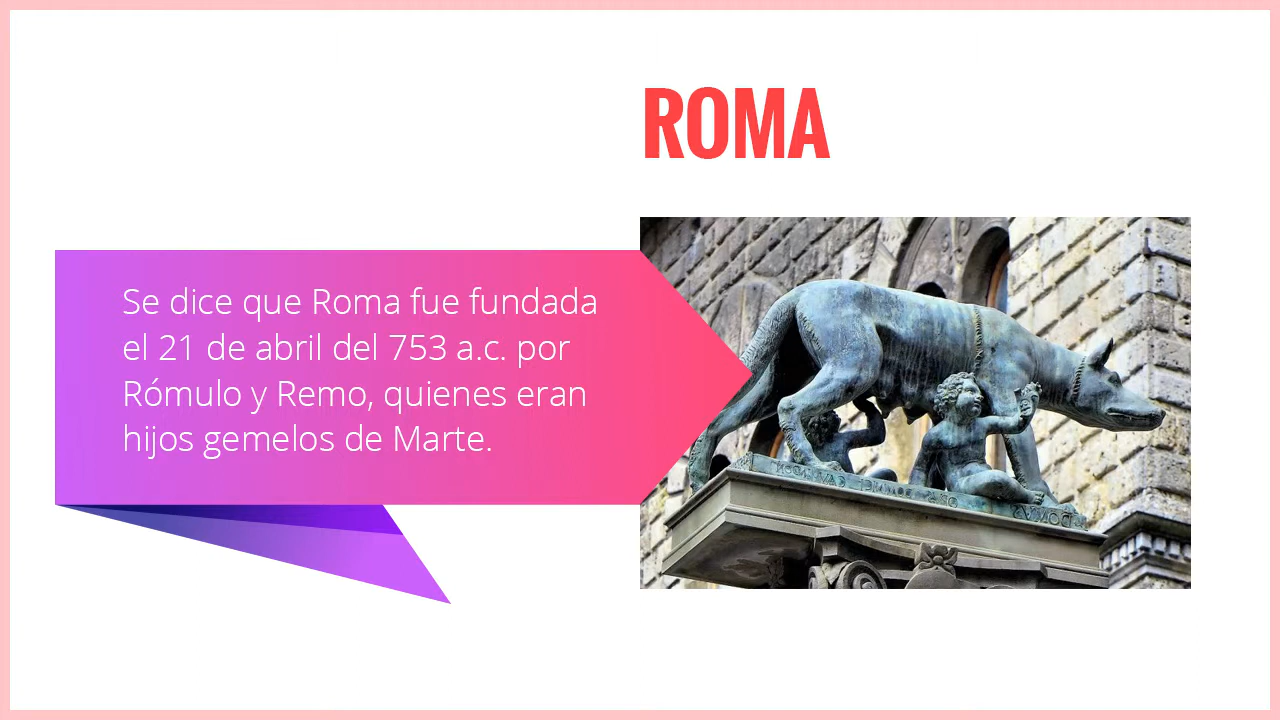 ROMA
Se dice que Roma fue fundada
el 21 de abril del 753 a.c. por
Rómulo y Remo, quienes eran
hijos gemelos de Marte.